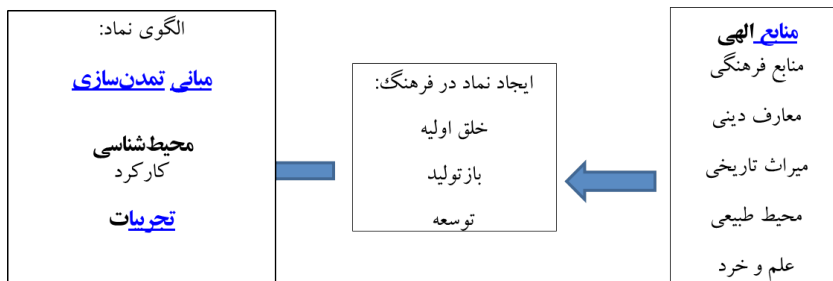 منابع الهی
منابع فرهنگی
معارف دینی
میراث تاریخی
محیط طبیعی
علم و خرد
ایجاد نماد در فرهنگ:
خلق اولیه
بازتولید
توسعه
الگوی نماد:
مبانی تمدن‌سازی
محیط‌شناسی
کارکرد
تجربیات